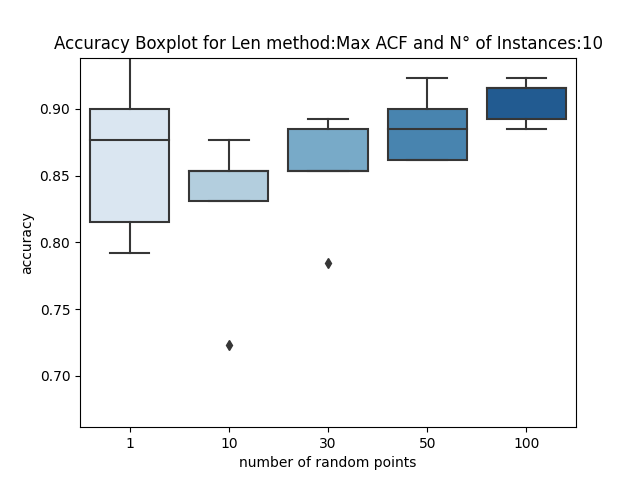 Accuracy Boxplot for Len method:Max ACF and N° of Instances:10
0.90
0.85
0.80
0.75
0.70
accuracy
1 10 30 50 100
number of random points